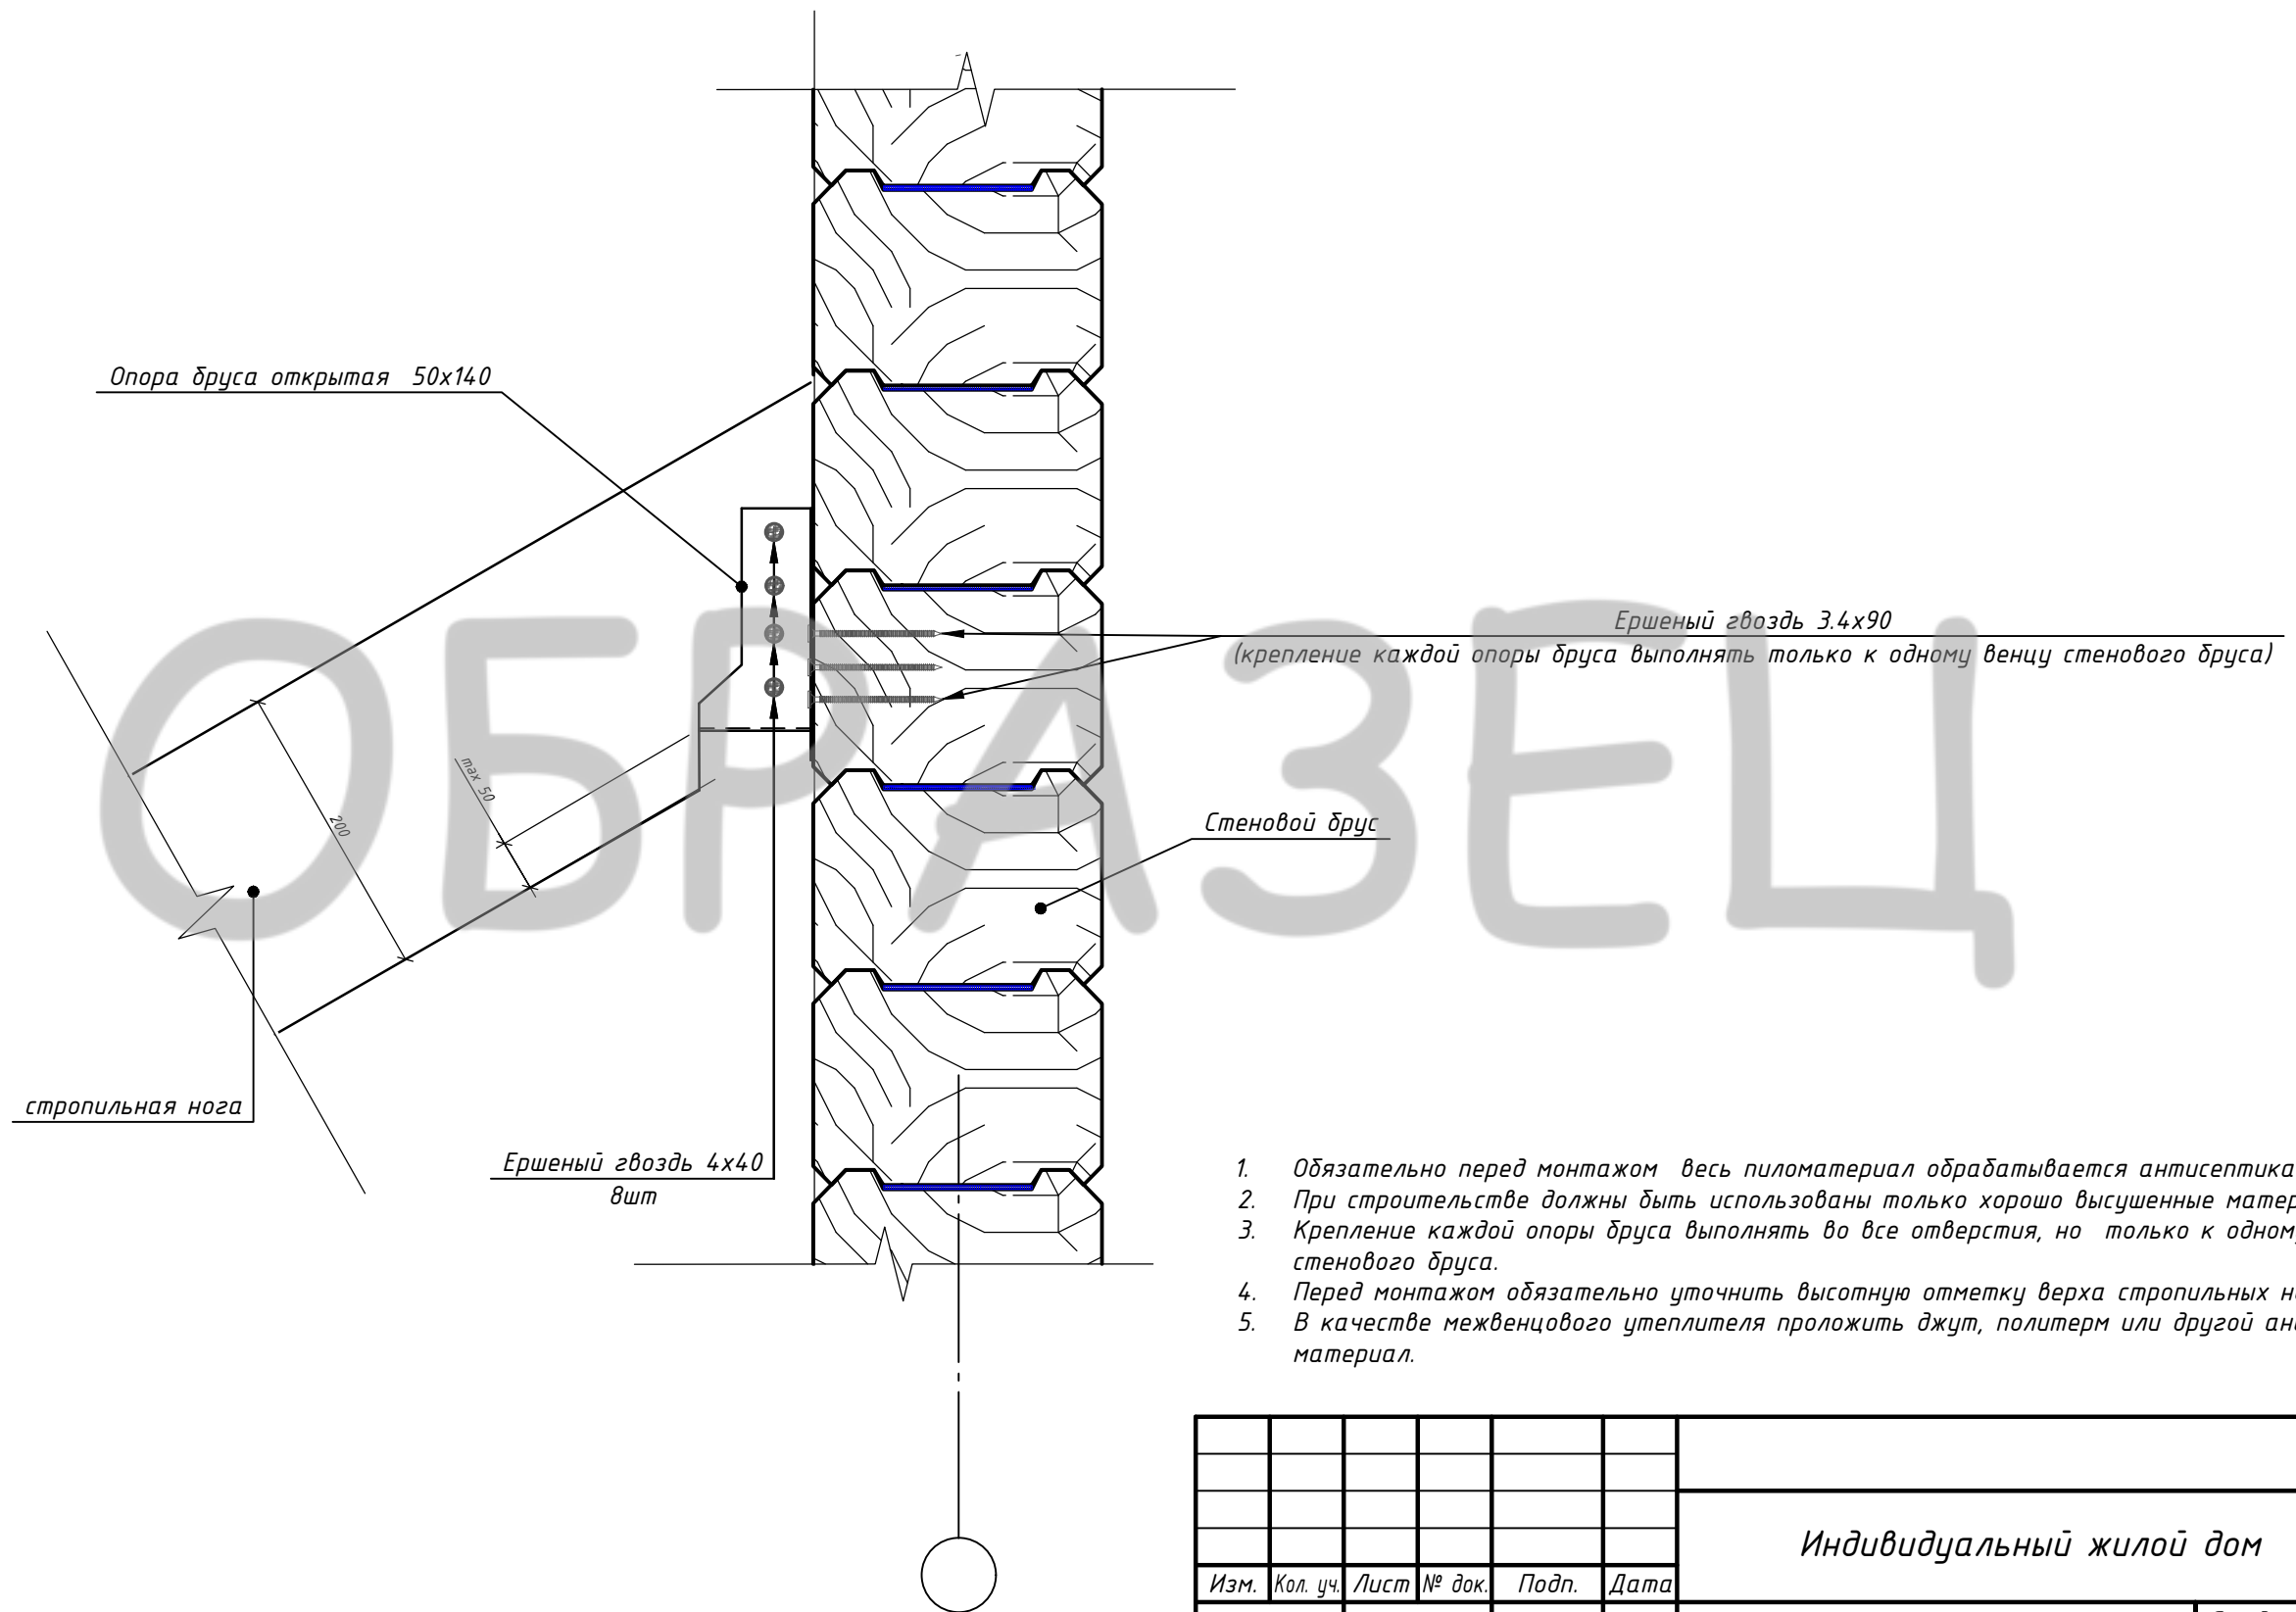 Опора бруса открытая 50х140
Ершеный гвоздь 3.4х90
(крепление каждой опоры бруса выполнять только к одному венцу стенового бруса)
ОБРАЗЕЦ
max 50
200
Стеновой брус
стропильная нога
Ершеный гвоздь 4х40
8шт
1. Обязательно перед монтажом весь пиломатериал обрабатывается антисептика
2. При строительстве должны быть использованы только хорошо высушенные матер
3. Крепление каждой опоры бруса выполнять во все отверстия, но только к одном
стенового бруса.
4. Перед монтажом обязательно уточнить высотную отметку верха стропильных н
5. В качестве межвенцового утеплителя проложить джут, политерм или другой ан
материал.
Индивидуальный жилой дом
Изм. Кол. уч. Лист № док. Подп. Дата